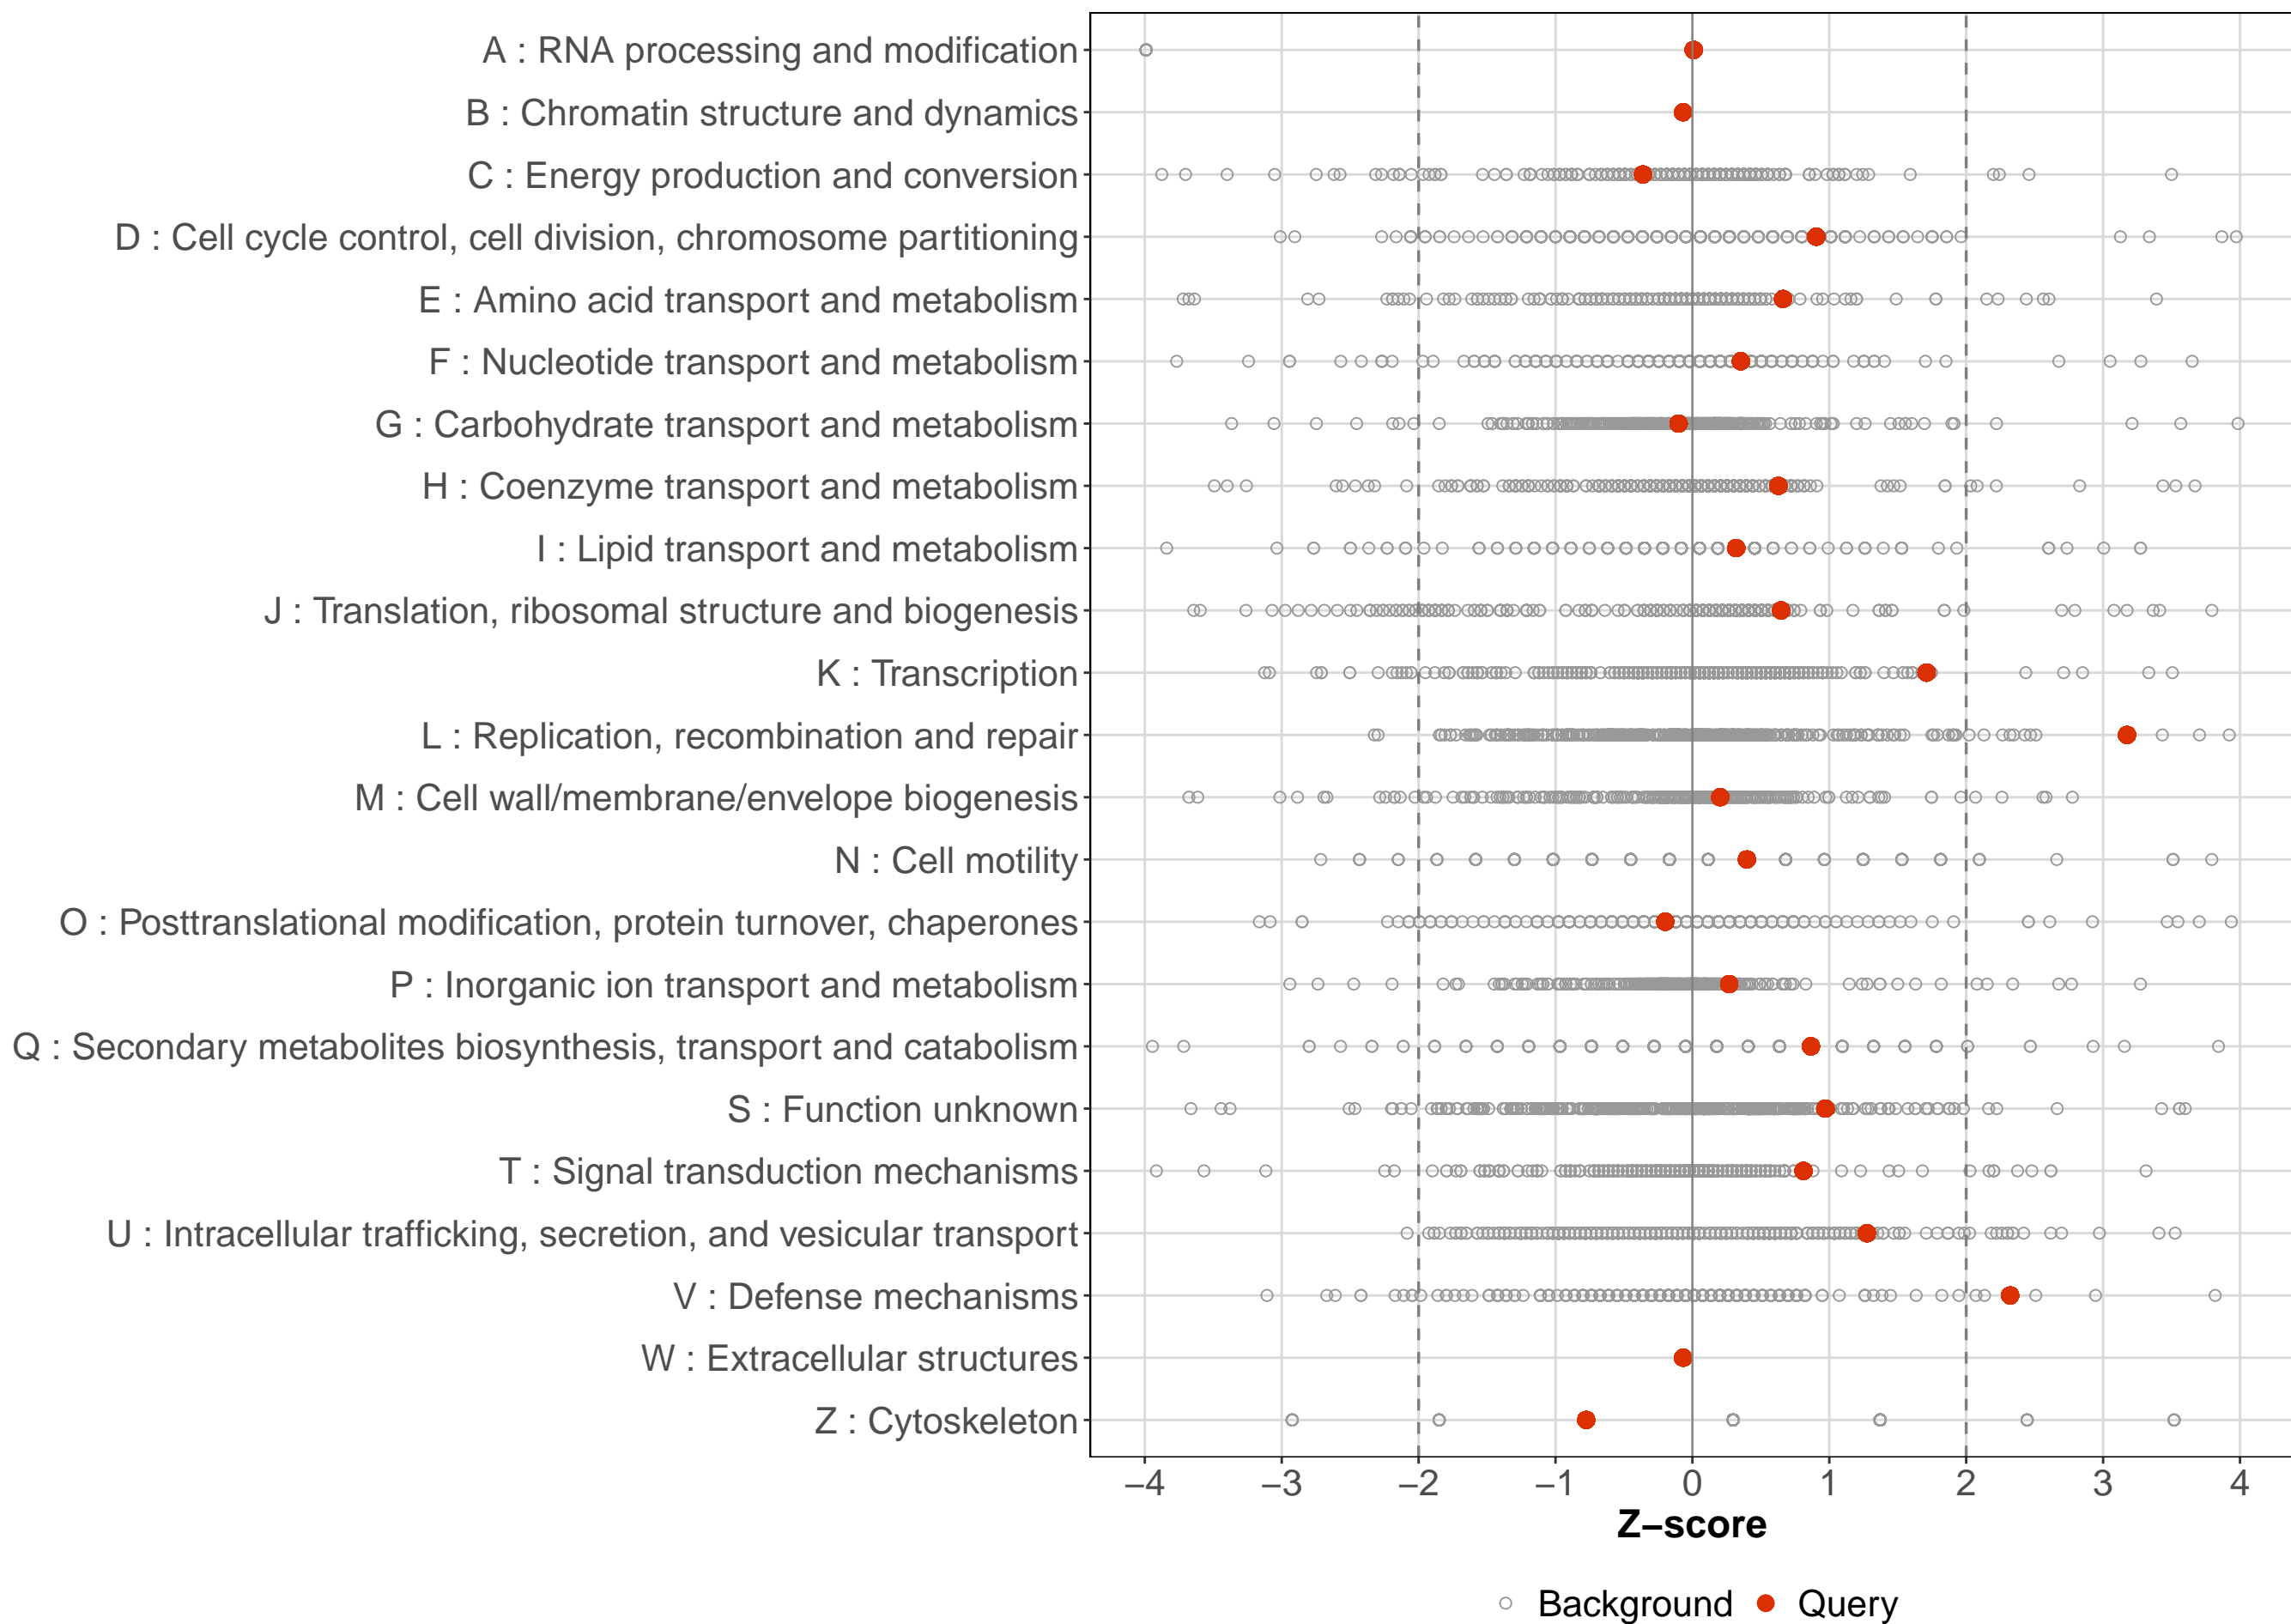 A : RNA processing and modification
B : Chromatin structure and dynamics
C : Energy production and conversion
D : Cell cycle control, cell division, chromosome partitioning
E : Amino acid transport and metabolism
F : Nucleotide transport and metabolism
G : Carbohydrate transport and metabolism
H : Coenzyme transport and metabolism
I : Lipid transport and metabolism
J : Translation, ribosomal structure and biogenesis
K : Transcription
L : Replication, recombination and repair
M : Cell wall/membrane/envelope biogenesis
N : Cell motility
O : Posttranslational modification, protein turnover, chaperones
P : Inorganic ion transport and metabolism
Q : Secondary metabolites biosynthesis, transport and catabolism
S : Function unknown
T : Signal transduction mechanisms
U : Intracellular trafficking, secretion, and vesicular transport
V : Defense mechanisms
W : Extracellular structures
Z : Cytoskeleton
−4 −3 −2 −1 0 1 2 3 4
Z−score
Background Query